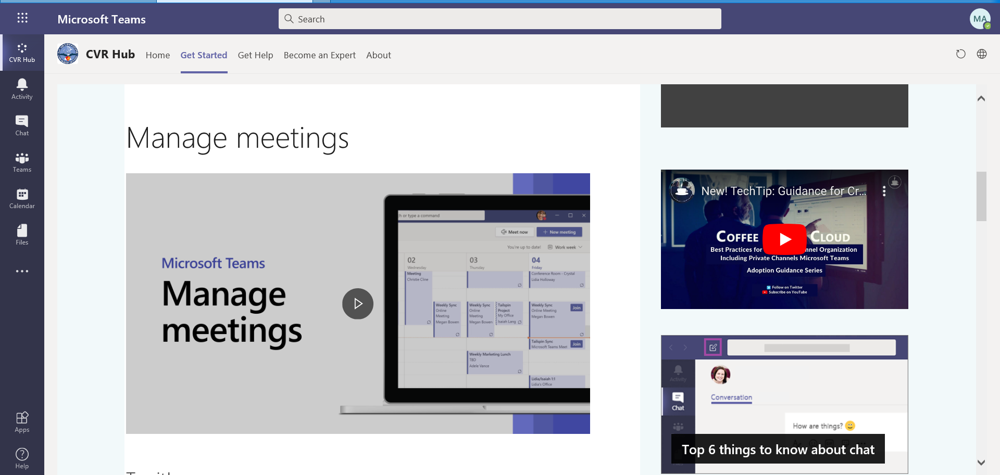 Microsoft Teams
Search
MA
CVR Hub
Activity
Chat
Teams
Calendar
Files
Apps
Help
CVR Hub
Home
Get Started
Get Help
Become an Expert
About
Manage meetings
Microsoft Teams
Manage
meetings
ch or type a command
Meet now
+ New meeting
You're up to date!
Work week
02
Wednesday
03
Thursday
04
Friday
Meeting
Christie Cline
Conference Room - Crystal
Lidia Holloway
Weekly Sync
Online
Meeting
Megan Bowen
Weekly Sync
Online
Meeting
Megan Bowen
Tailspin
Project
My Office
Isaiah Lang
Weekly Sync
Online Meeting
Megan Bowen
Join
Tailspin Sync
Microsoft Teams Meet
Join
Weekly Marketing Lunch
TBD
Adele Vance
Lidia/Isaiah 1:1
Lidia's Office
New! TechTip: Guidance for Cr...
COFFEE
CLOUD
Best Practices for
nnel Organization
Including Private Channels Microsoft Teams
Adoption Guidance Series
Follow on Twitter
Subscribe on YouTube
Activity
Chat
Conversation
How are things?
Top 6 things to know about chat